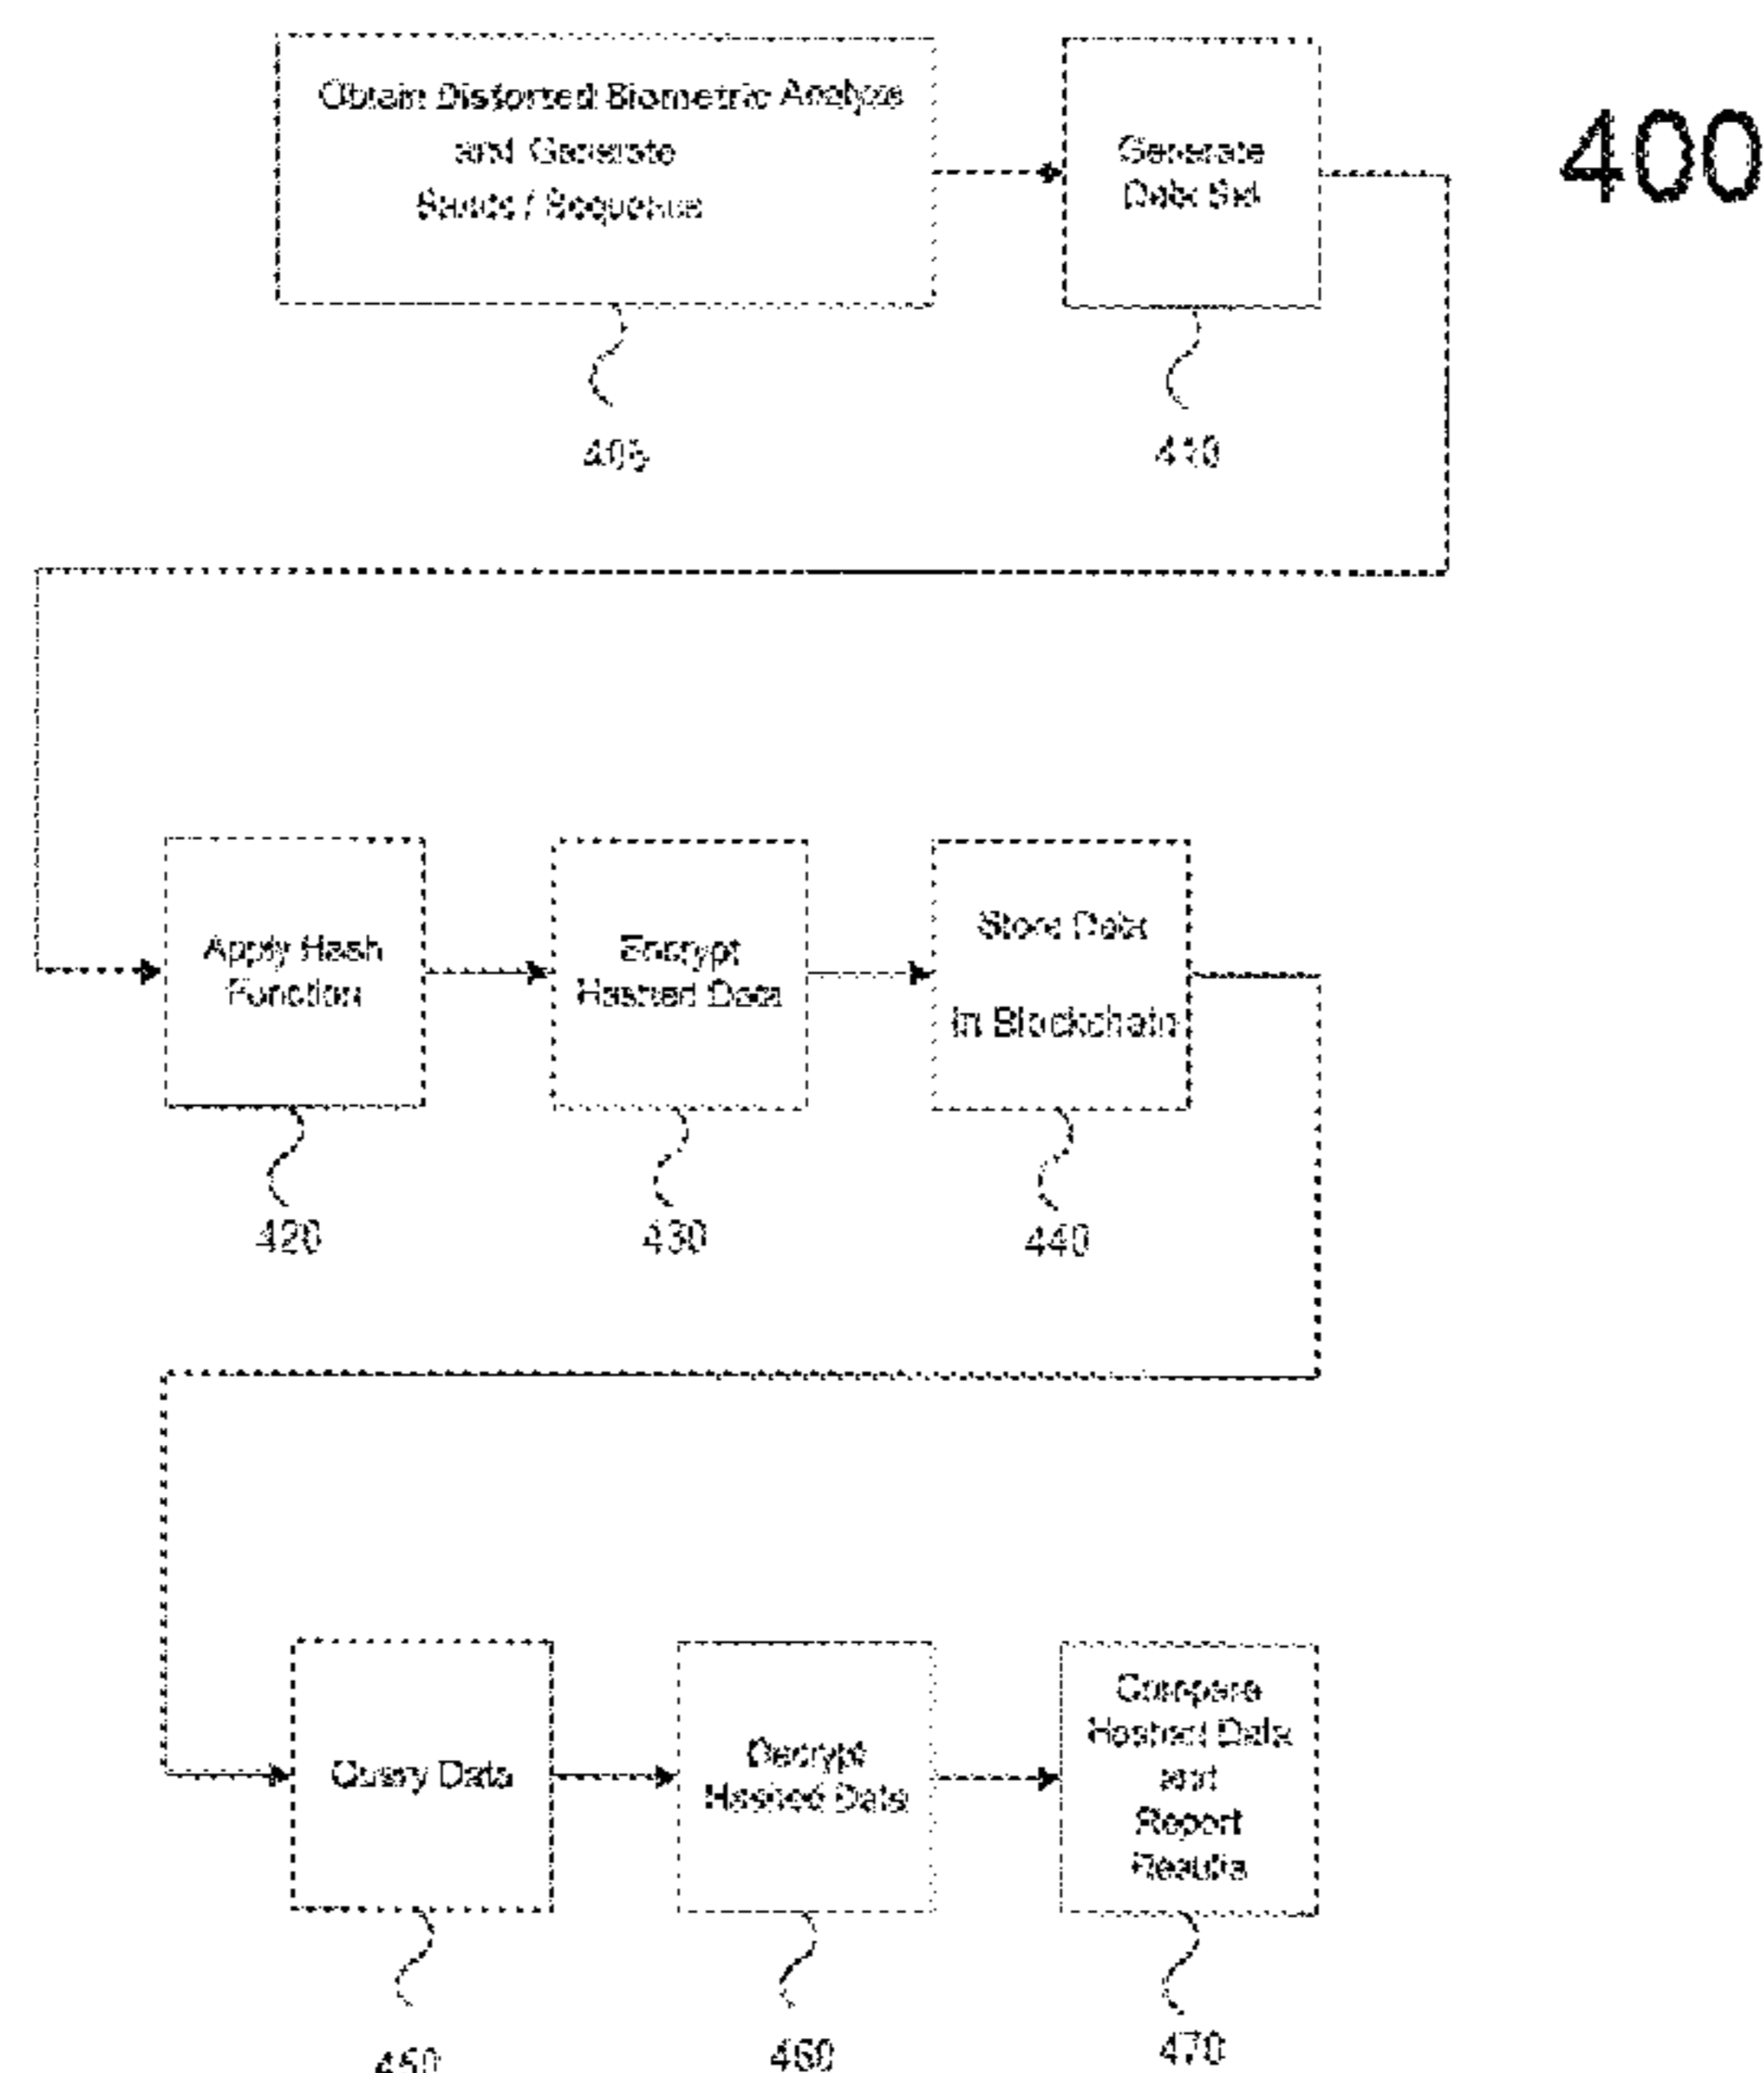 Obtain Distorted Biometric Analyze
and Generate
/ Sequence
Generate
Data Set
400
405
410
Apply Hash
Function
Encrypt
Hashed Data
Store Data
in Blockchain
420
430
440
Query Data
Decrypt
Hashed Data
Compare
Hashed Data
and
Report
Results
450
460
470